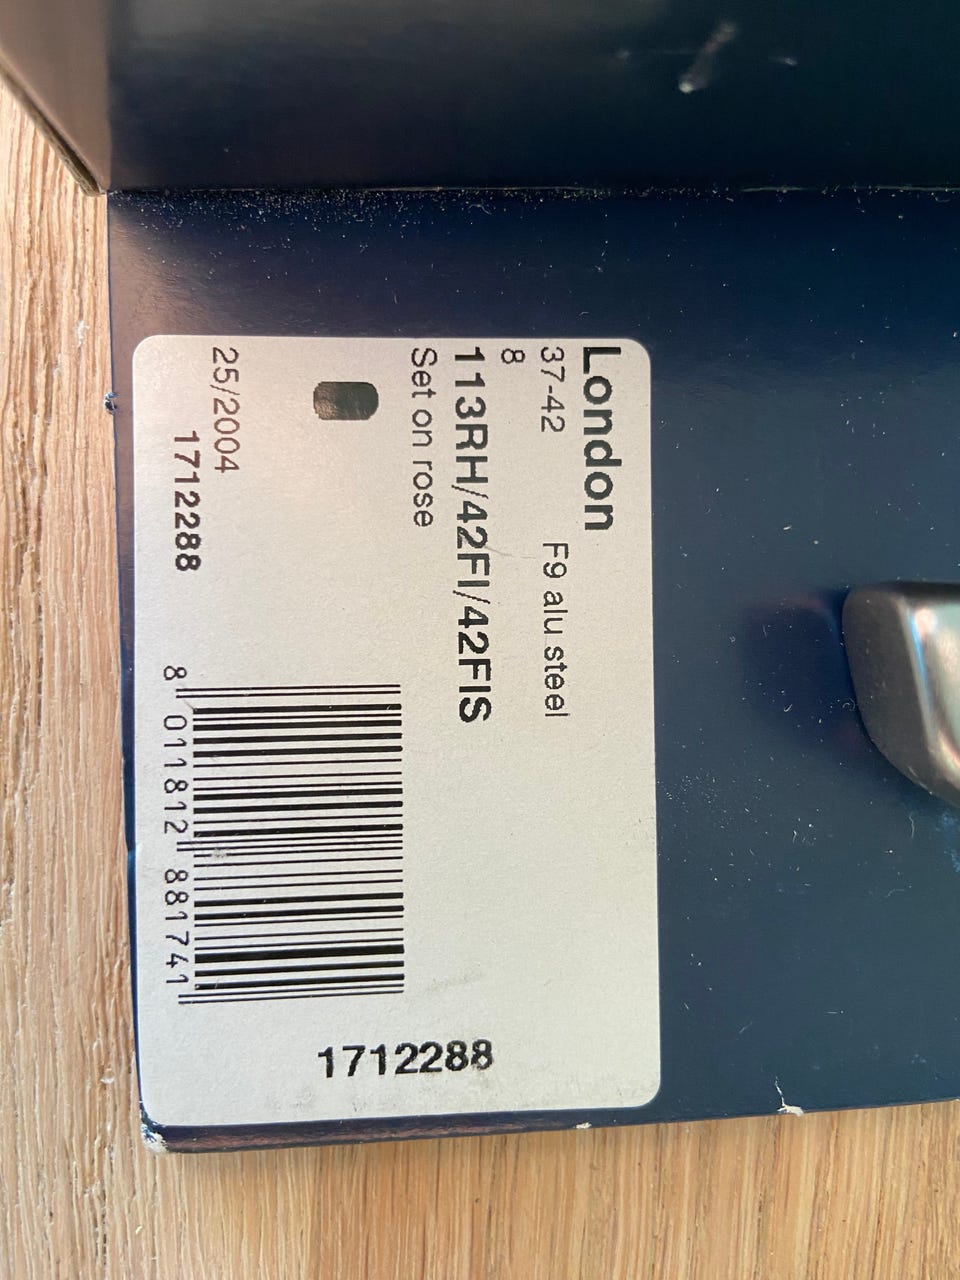 London
37-42 F9 alu steel
8
113RH/42FI/42FIS
Set on rose
25/2004
1712288
8 011812 881741
1712288